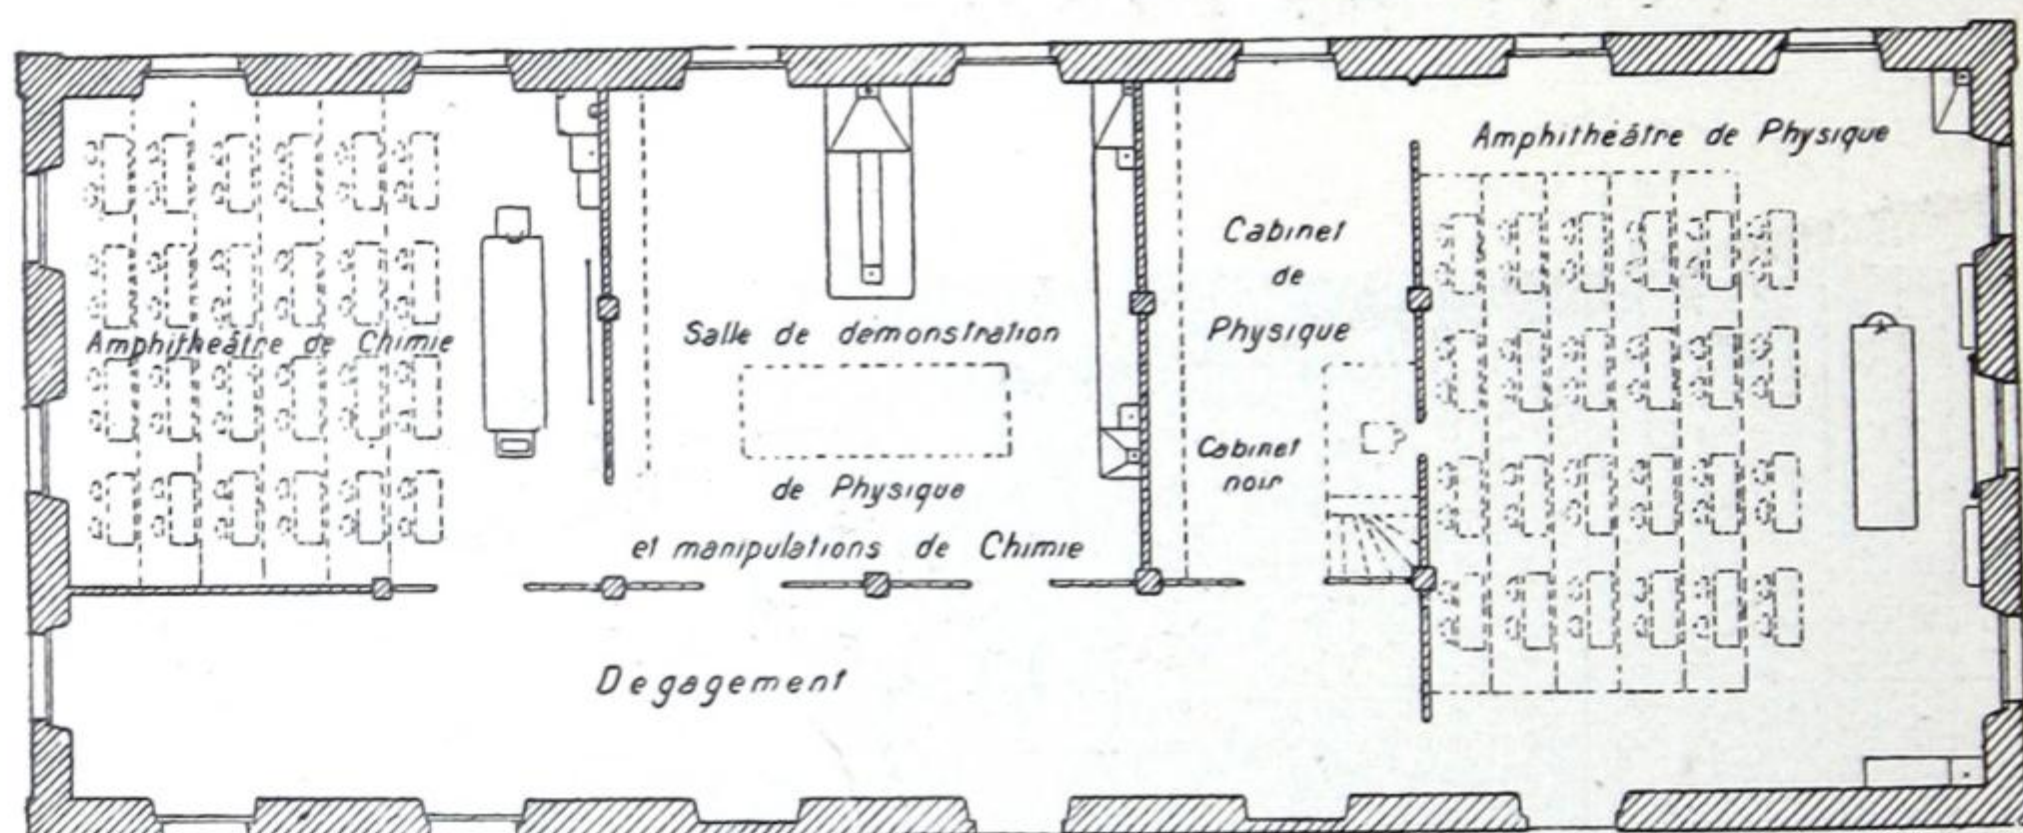 Amphithéâtre de Physique
Cabinet
de
Physique
Salle de demonstration
Amphitheâtre de Chimie
Cabinet
noir
de Physique
et manipulations de Chimie
Degagement